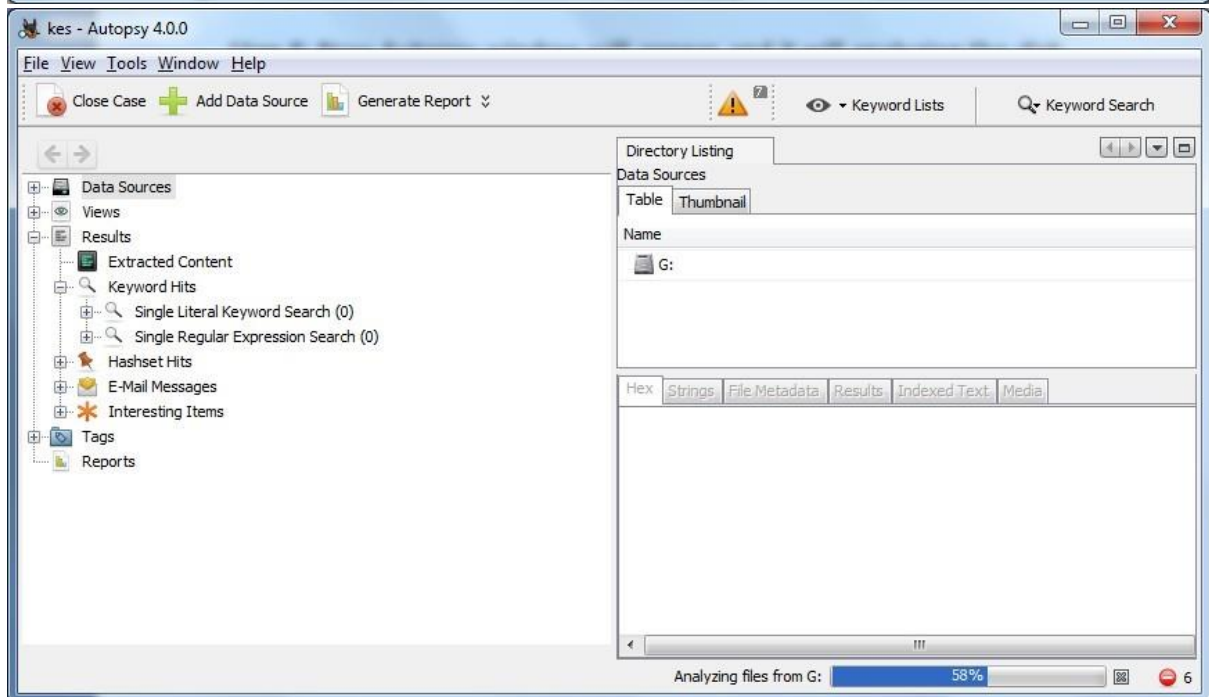 kes - Autopsy 4.0.0
File View Tools Window Help
Close Case Add Data Source Generate Report Keyword Lists Keyword Search
Data Sources
Views
Results
Extracted Content
Keyword Hits
Single Literal Keyword Search (0)
Single Regular Expression Search (0)
Hashset Hits
E-Mail Messages
Interesting Items
Tags
Reports
Directory Listing
Data Sources
Table Thumbnail
Name
G:
Hex Strings File Metadata Results Indexed Text Media
Analyzing files from G: 58% 6